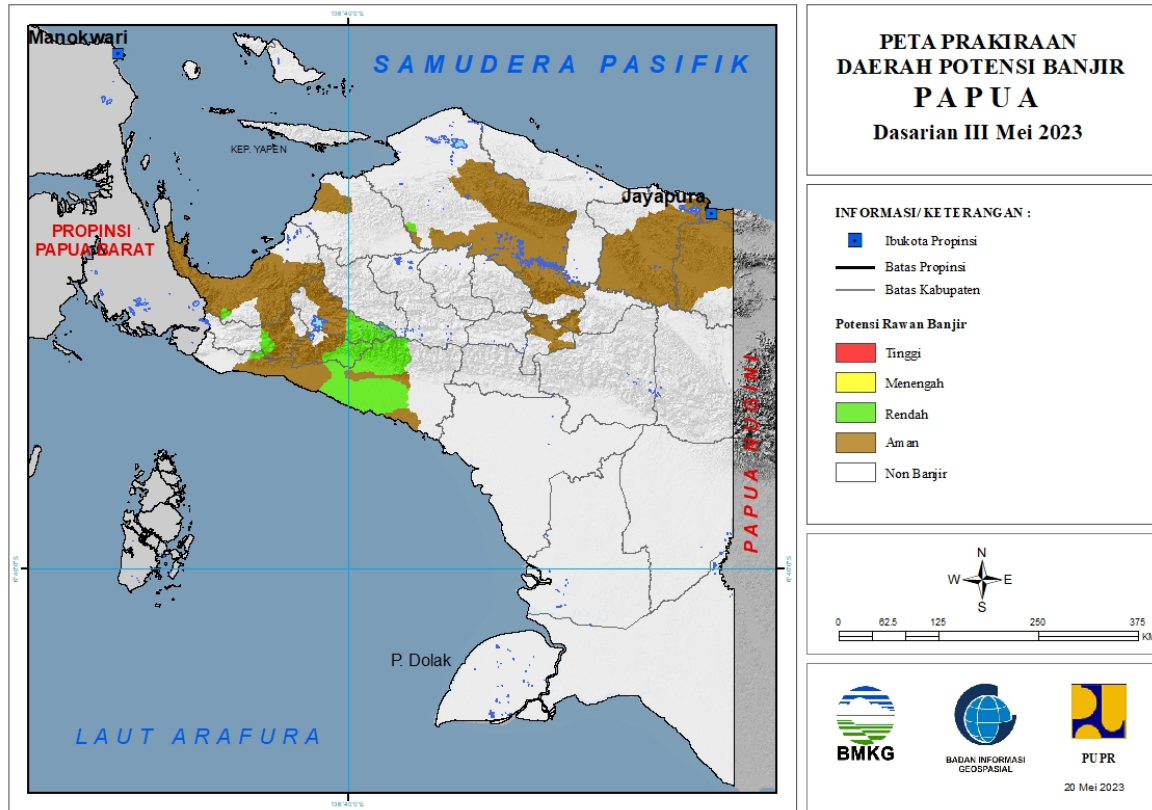 PETA PRAKIRAAN
DAERAH POTENSI BANJIR
PAPUA
Dasarian III Mei 2023
INFORMASI/ KETERANGAN :
Ibukota Propinsi
Batas Propinsi
Batas Kabupaten
Potensi Rawan Banjir
Tinggi
Menengah
Rendah
Aman
Non Banjir
N
W E
S
0 62.5 125 250 375
KM
BMKG
BADAN INFORMASI
GEOSPASIAL
PUPR
20 Mei 2023
Manokwari
SAMUDERA PASIFIK
KEP. YAPEN
Jayapura
PROPINSI
PAPUA BARAT
PAPUA NUGINI
P. Dolak
LAUT ARAFURA